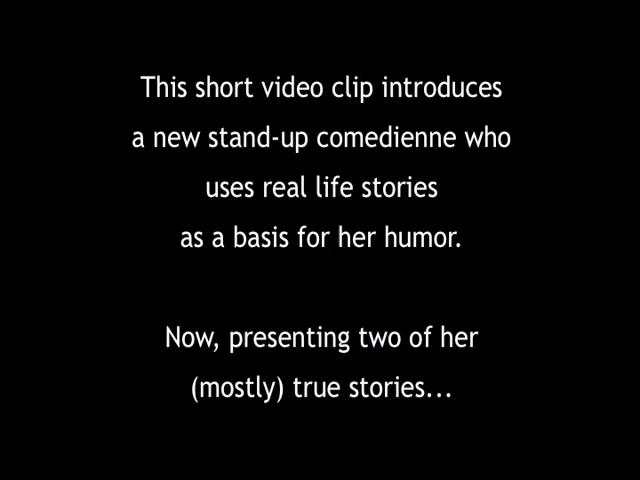 This short video clip introduces
a new stand-up comedienne who
uses real life stories
as a basis for her humor.
Now, presenting two of her
(mostly) true stories...